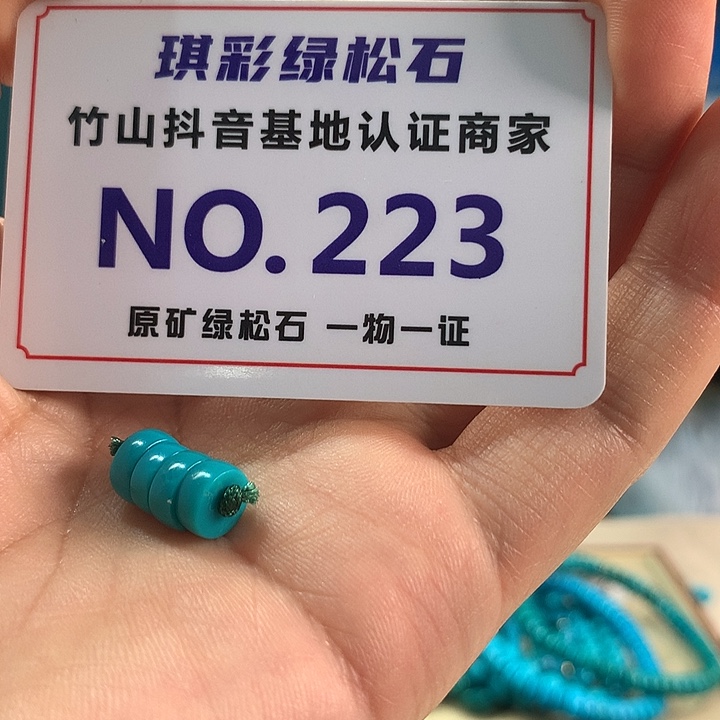 琪彩绿松石
竹山抖音基地认证商家
NO.223
原矿绿松石 一物一证